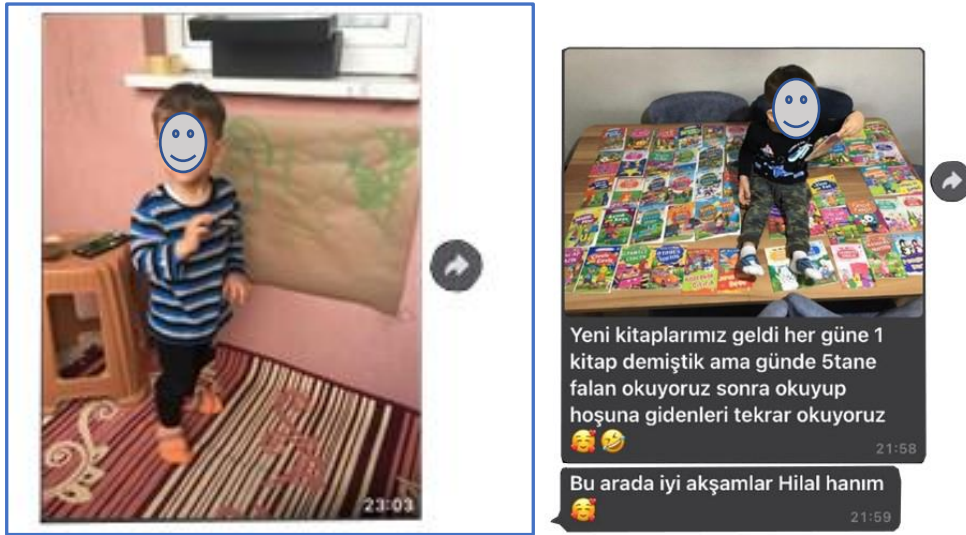 23:03
Yeni kitaplarımız geldi her güne 1
kitap demiştik ama günde 5tane
falan okuyoruz sonra okuyup
hoşuna gidenleri tekrar okuyoruz
🥰🤣
21:58
Bu arada iyi akşamlar Hilal hanım
🥰
21:59